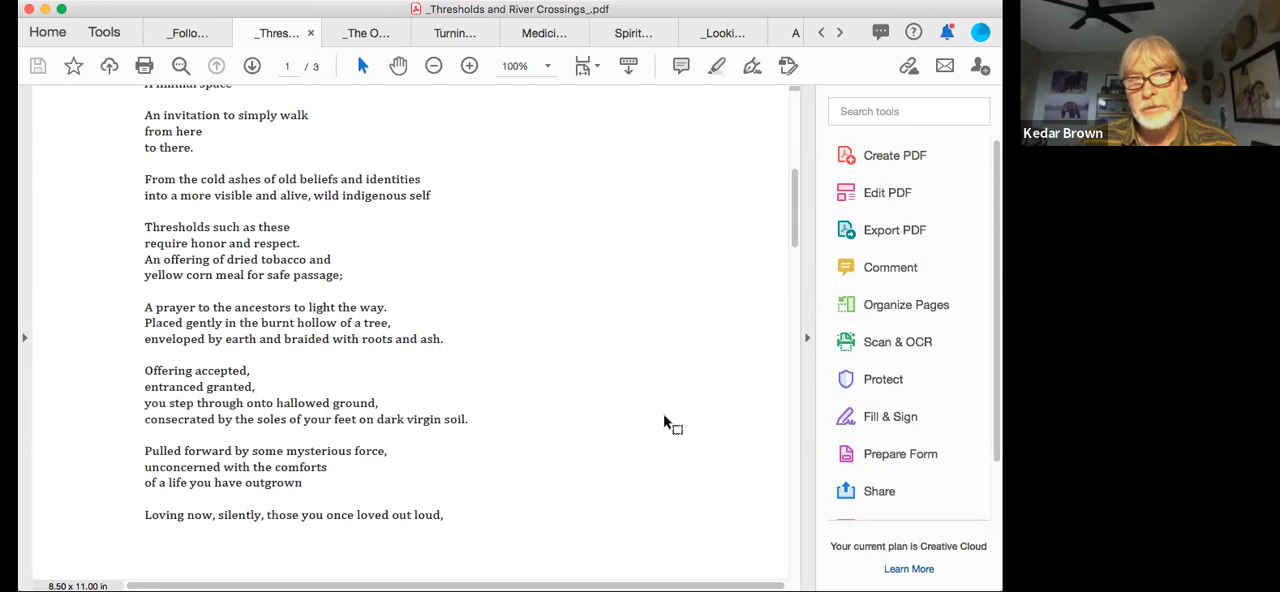 _Thresholds and River Crossings_.pdf
Home
Tools
_Follo...
_Thres...
_The O...
Turnin...
Medici...
Spirit...
_Looki...
A
1 / 3
100%
An invitation to simply walk
from here
to there.
From the cold ashes of old beliefs and identities
into a more visible and alive, wild indigenous self
Thresholds such as these
require honor and respect.
An offering of dried tobacco and
yellow corn meal for safe passage;
A prayer to the ancestors to light the way.
Placed gently in the burnt hollow of a tree,
enveloped by earth and braided with roots and ash.
Offering accepted,
entranced granted,
you step through onto hallowed ground,
consecrated by the soles of your feet on dark virgin soil.
Pulled forward by some mysterious force,
unconcerned with the comforts
of a life you have outgrown
Loving now, silently, those you once loved out loud,
8.50 x 11.00 in
Search tools
Create PDF
Edit PDF
Export PDF
Comment
Organize Pages
Scan & OCR
Protect
Fill & Sign
Prepare Form
Share
Your current plan is Creative Cloud
Learn More
Kedar Brown